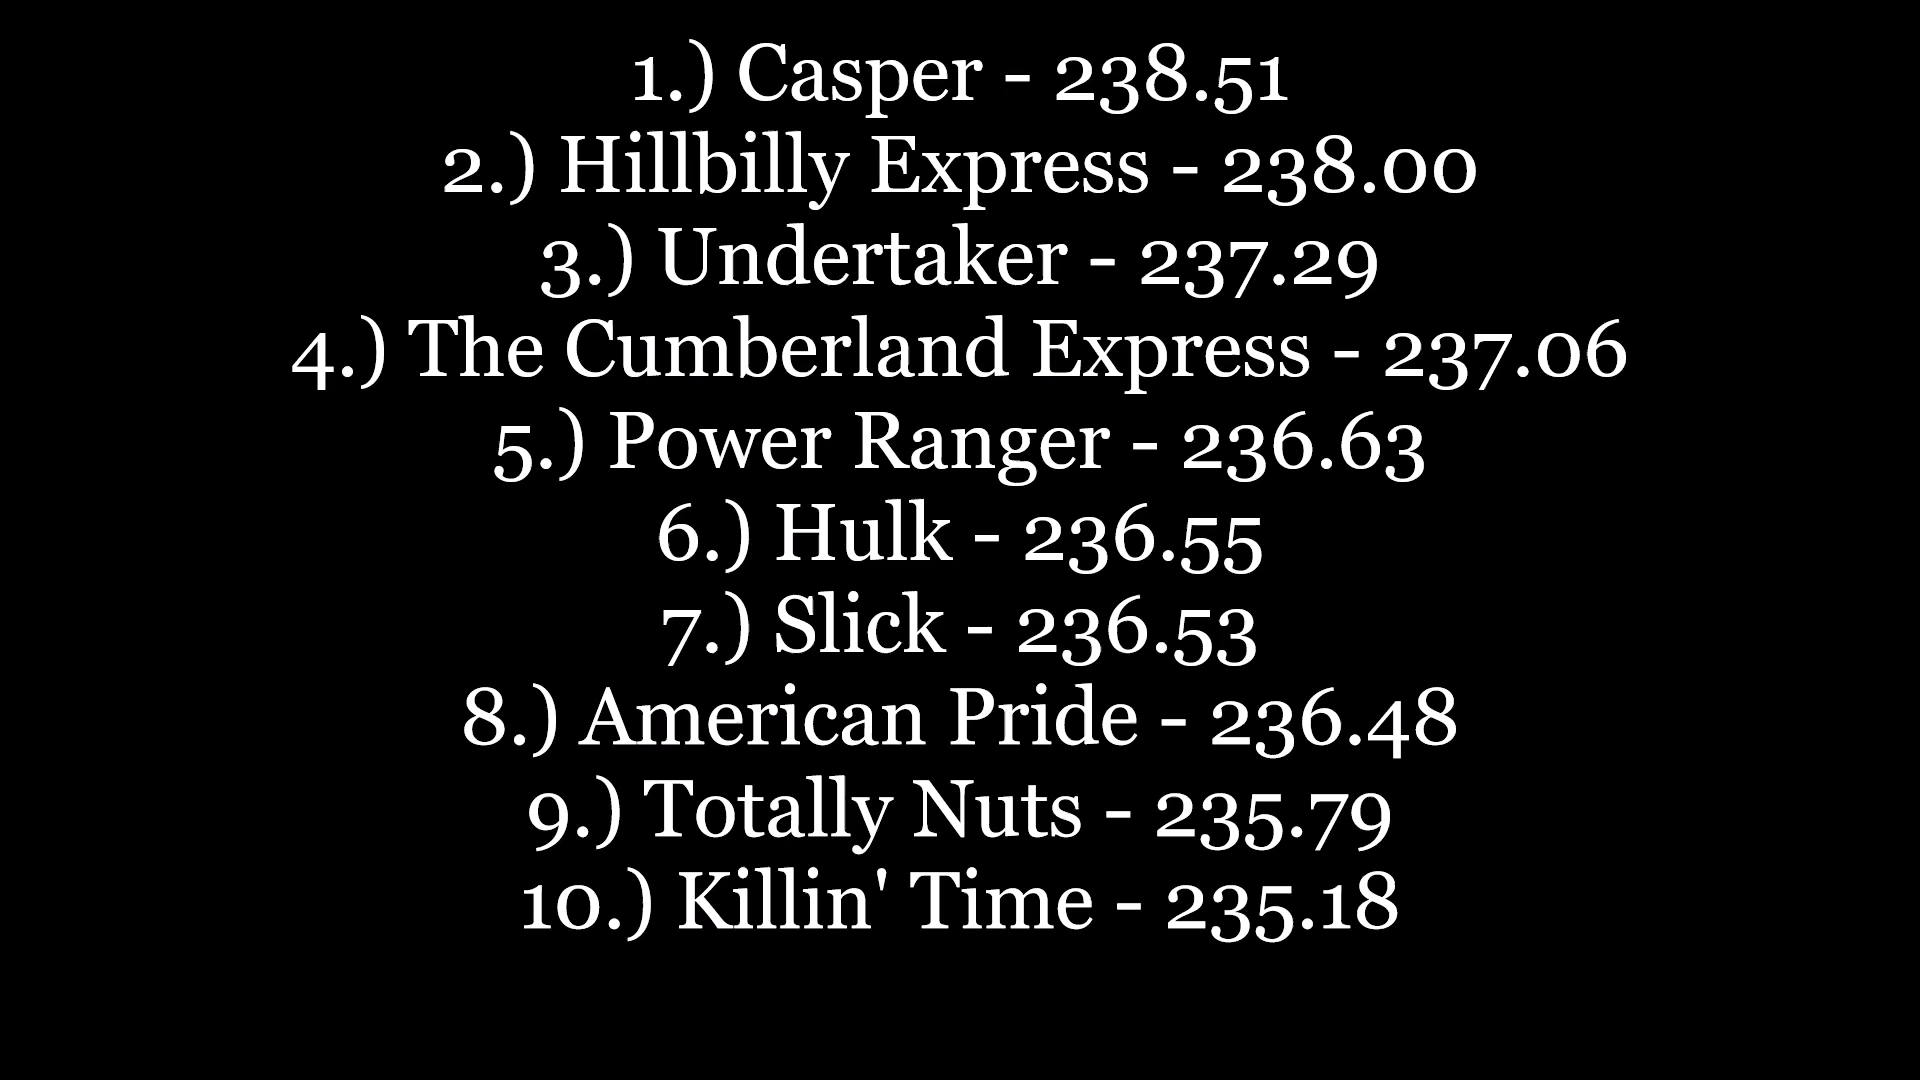 1.) Casper - 238.51
2.) Hillbilly Express - 238.00
3.) Undertaker - 237.29
4.) The Cumberland Express - 237.06
5.) Power Ranger - 236.63
6.) Hulk - 236.55
7.) Slick - 236.53
8.) American Pride - 236.48
9.) Totally Nuts - 235.79
10.) Killin' Time - 235.18